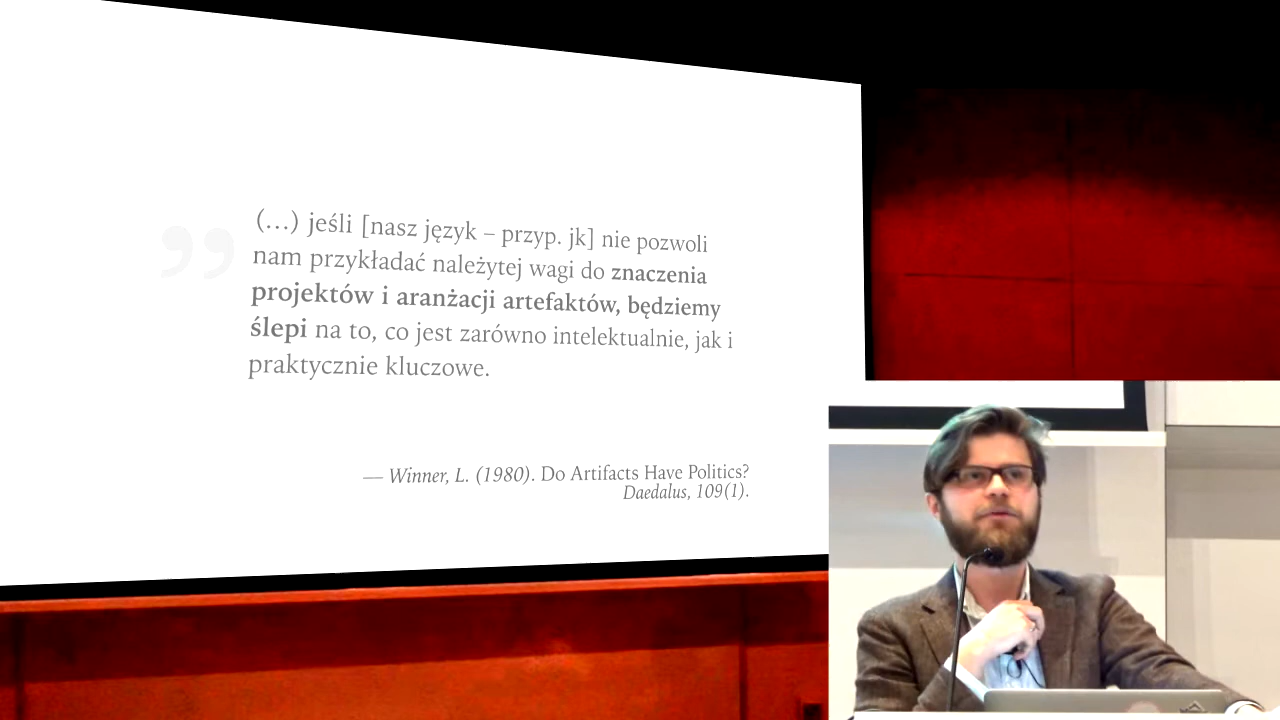 (…) jeśli [nasz język – przyp. jk] nie pozwoli
nam przykładać należytej wagi do znaczenia
projektów i aranżacji artefaktów, będziemy
ślepi na to, co jest zarówno intelektualnie, jak i
praktycznie kluczowe.
— Winner, L. (1980). Do Artifacts Have Politics?
Daedalus, 109(1).